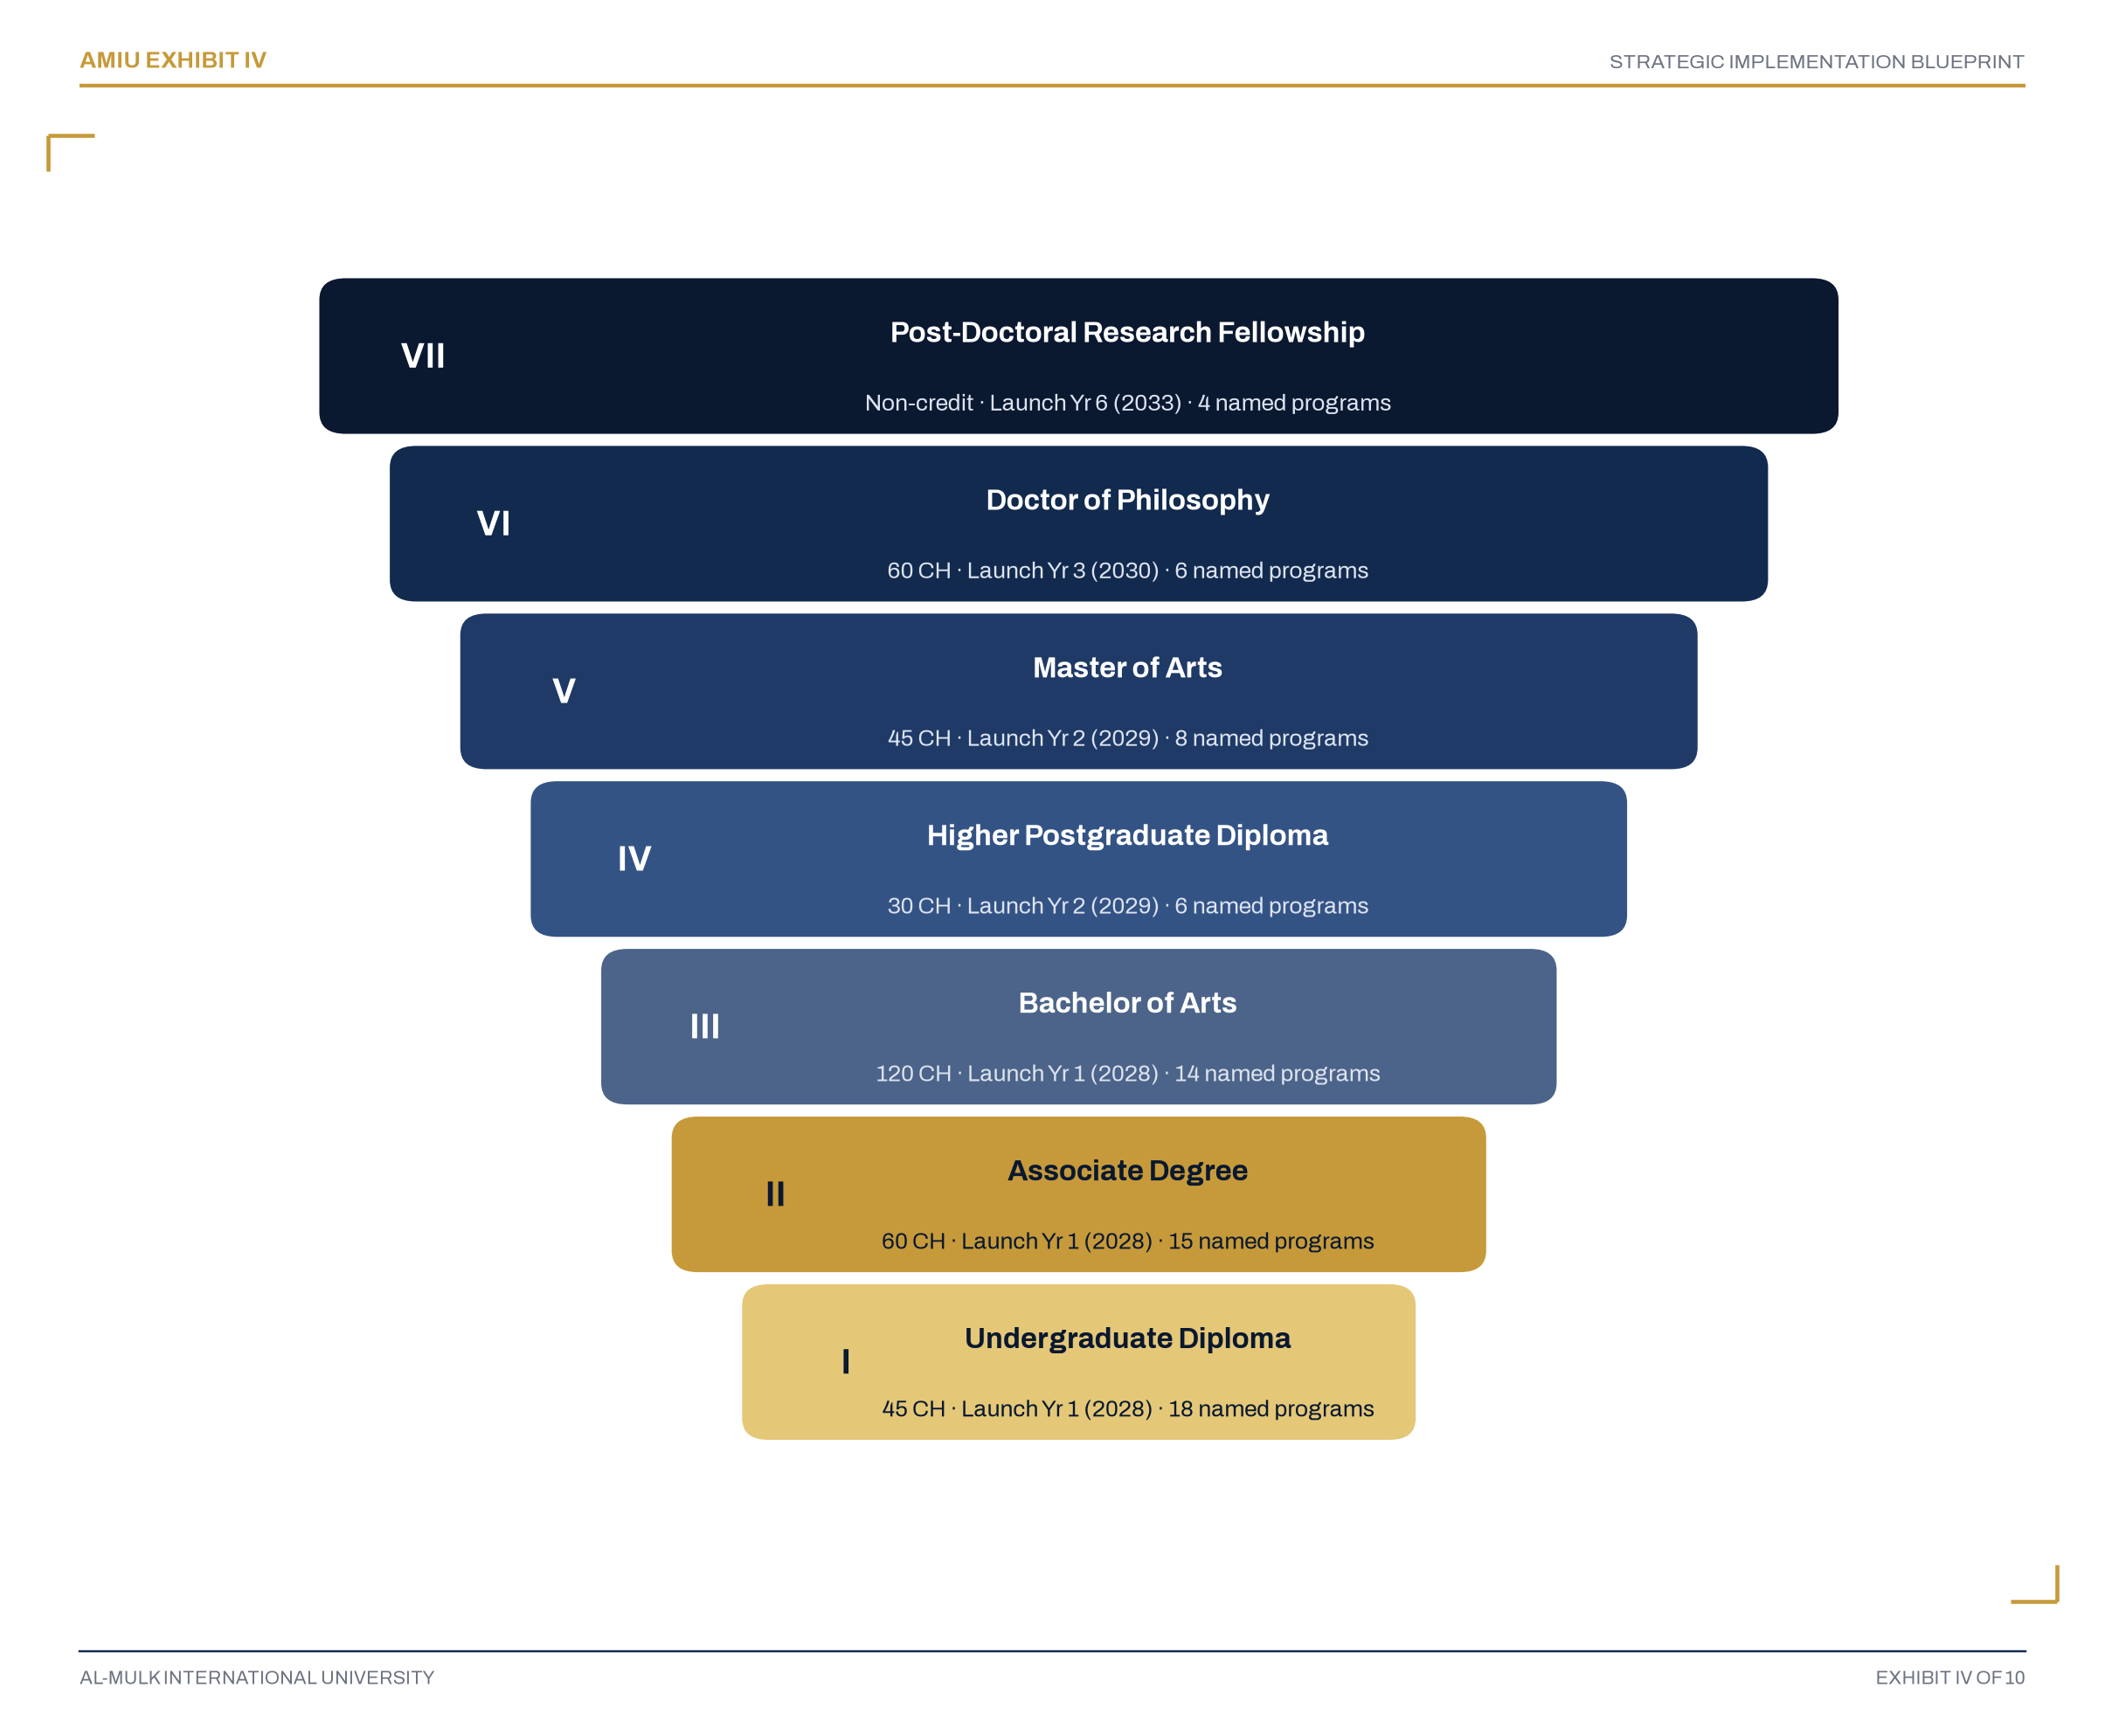 AMIU EXHIBIT IV
STRATEGIC IMPLEMENTATION BLUEPRINT
VII
Post-Doctoral Research Fellowship
Non-credit · Launch Yr 6 (2033) · 4 named programs
VI
Doctor of Philosophy
60 CH · Launch Yr 3 (2030) · 6 named programs
V
Master of Arts
45 CH · Launch Yr 2 (2029) · 8 named programs
IV
Higher Postgraduate Diploma
30 CH · Launch Yr 2 (2029) · 6 named programs
III
Bachelor of Arts
120 CH · Launch Yr 1 (2028) · 14 named programs
II
Associate Degree
60 CH · Launch Yr 1 (2028) · 15 named programs
I
Undergraduate Diploma
45 CH · Launch Yr 1 (2028) · 18 named programs
AL-MULK INTERNATIONAL UNIVERSITY
EXHIBIT IV OF 10